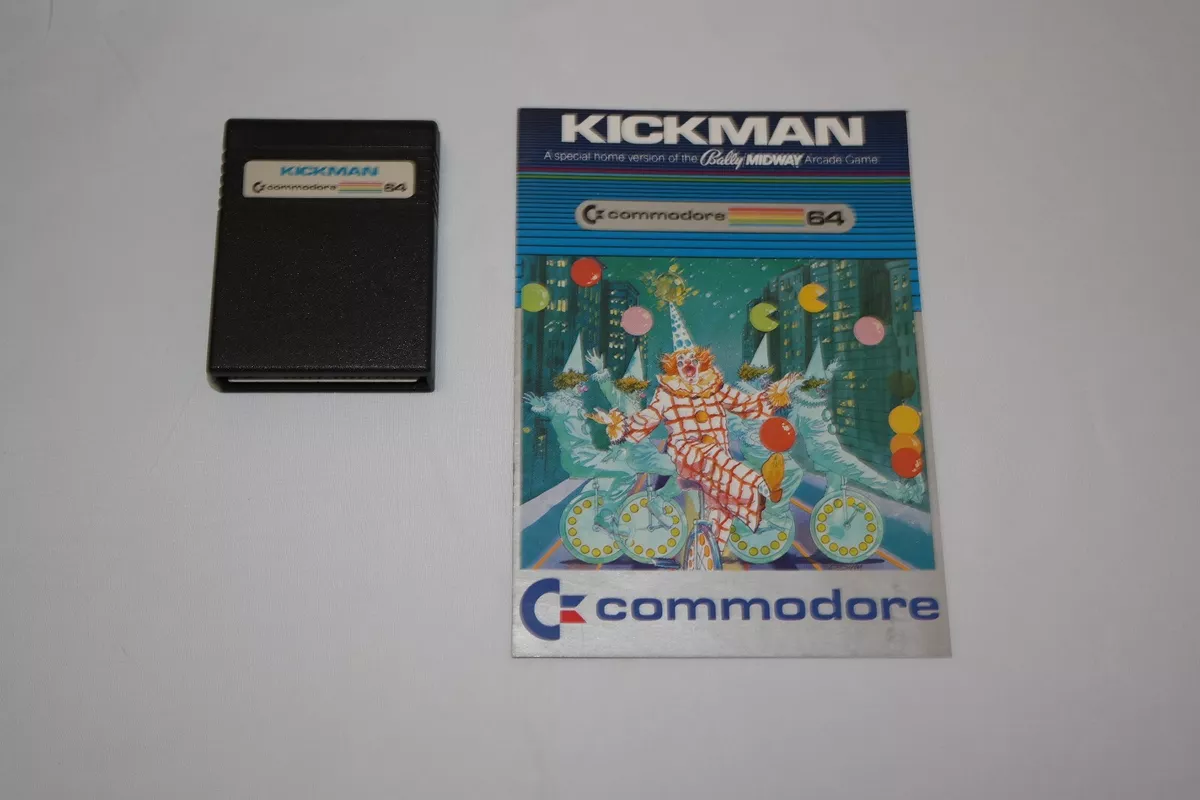 KICKMAN
commodore 64
KICKMAN
A special home version of the Bally MIDWAY Arcade Game
commodore 64
commodore